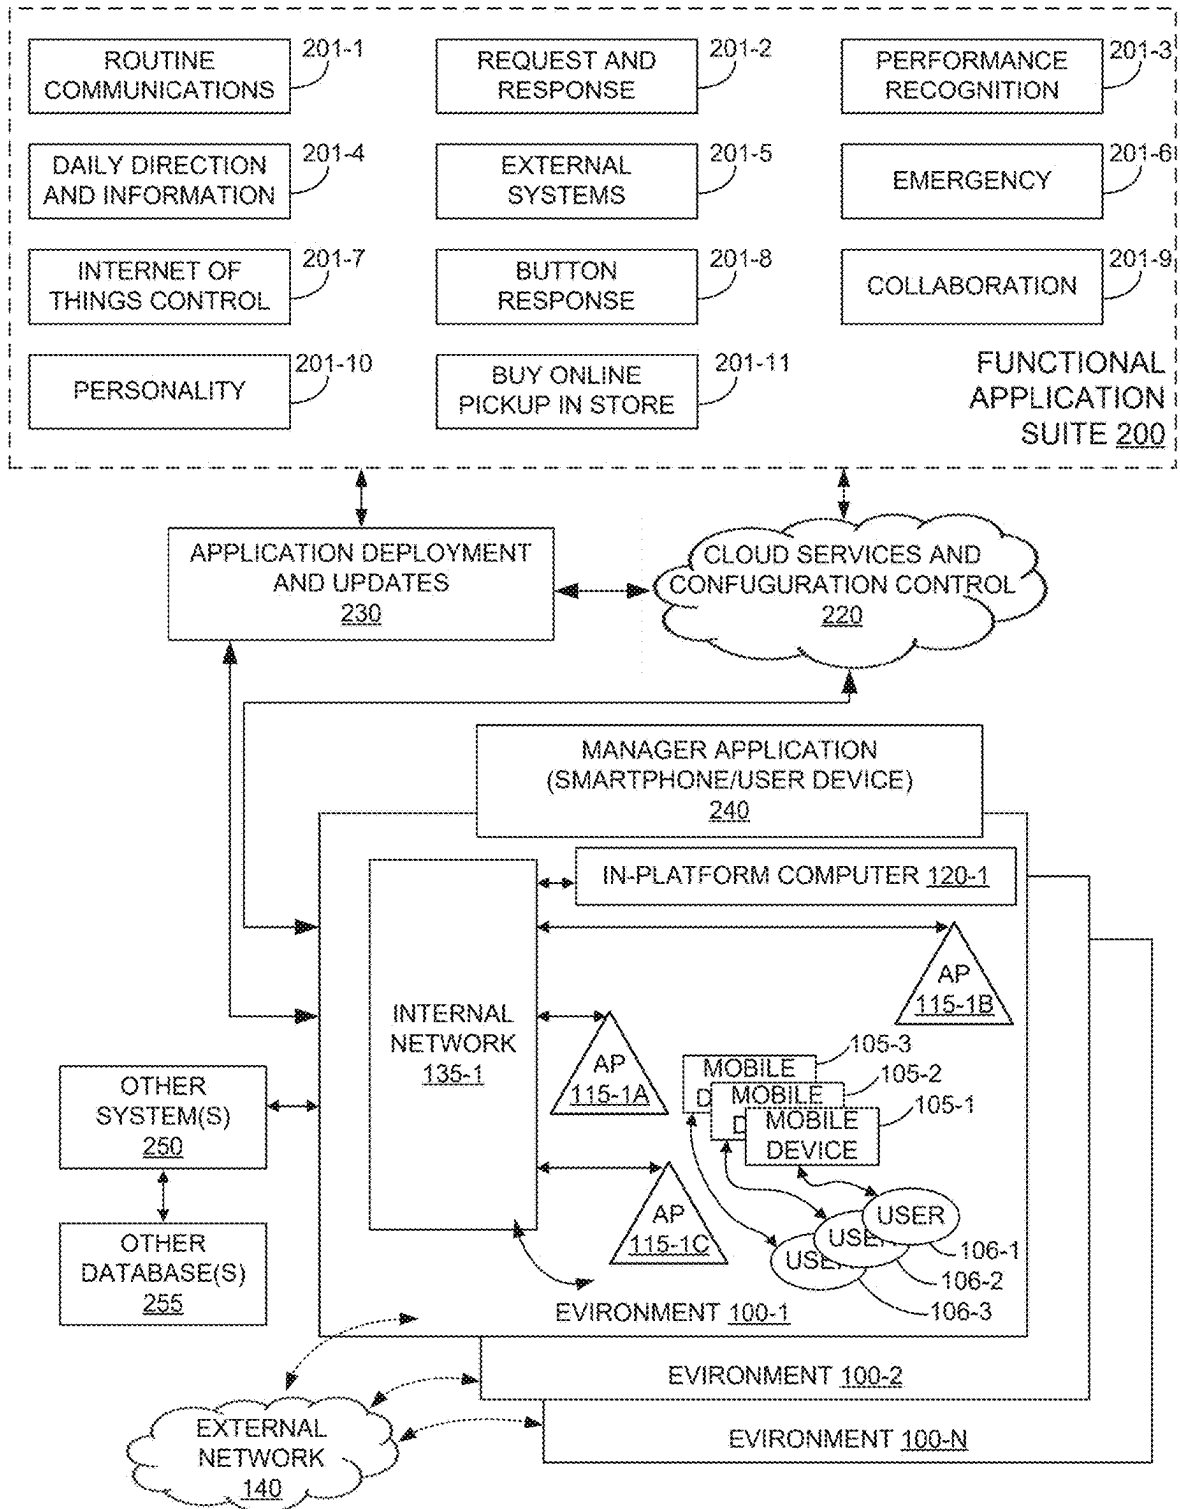 ROUTINE
COMMUNICATIONS
201-1
REQUEST AND
RESPONSE
201-2
PERFORMANCE
RECOGNITION
201-3
DAILY DIRECTION
AND INFORMATION
201-4
EXTERNAL
SYSTEMS
201-5
EMERGENCY
201-6
INTERNET OF
THINGS CONTROL
201-7
BUTTON
RESPONSE
201-8
COLLABORATION
201-9
PERSONALITY
201-10
BUY ONLINE
PICKUP IN STORE
201-11
FUNCTIONAL
APPLICATION
SUITE 200
APPLICATION DEPLOYMENT
AND UPDATES
230
CLOUD SERVICES AND
CONFUGURATION CONTROL
220
MANAGER APPLICATION
(SMARTPHONE/USER DEVICE)
240
IN-PLATFORM COMPUTER 120-1
INTERNAL
NETWORK
135-1
AP
115-1B
AP
115-1A
AP
115-1C
MOBILE
D
105-3
MOBILE
D
105-2
MOBILE
DEVICE
105-1
USER
106-1
USER
106-2
USER
106-3
OTHER
SYSTEM(S)
250
OTHER
DATABASE(S)
255
EVIRONMENT 100-1
EVIRONMENT 100-2
EVIRONMENT 100-N
EXTERNAL
NETWORK
140